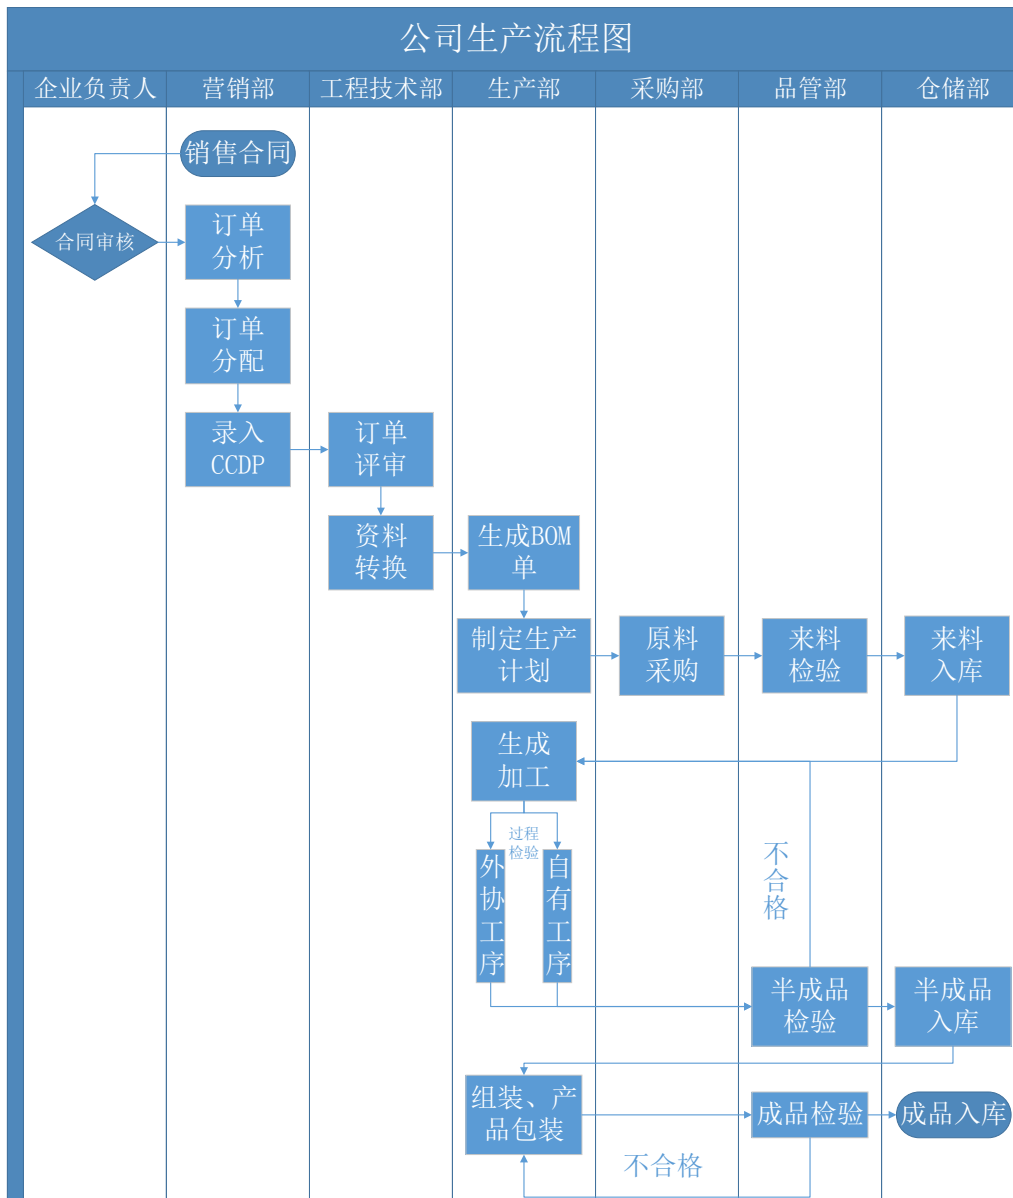 公司生产流程图
企业负责人
营销部
工程技术部
生产部
采购部
品管部
仓储部
销售合同
合同审核
订单
分析
订单
分配
录入
CCDP
订单
评审
资料
转换
生成BOM
单
制定生产
计划
原料
采购
来料
检验
来料
入库
生成
加工
过程
检验
外协工序
自有工序
不合格
半成品
检验
半成品
入库
组装、产
品包装
成品检验
成品入库
不合格